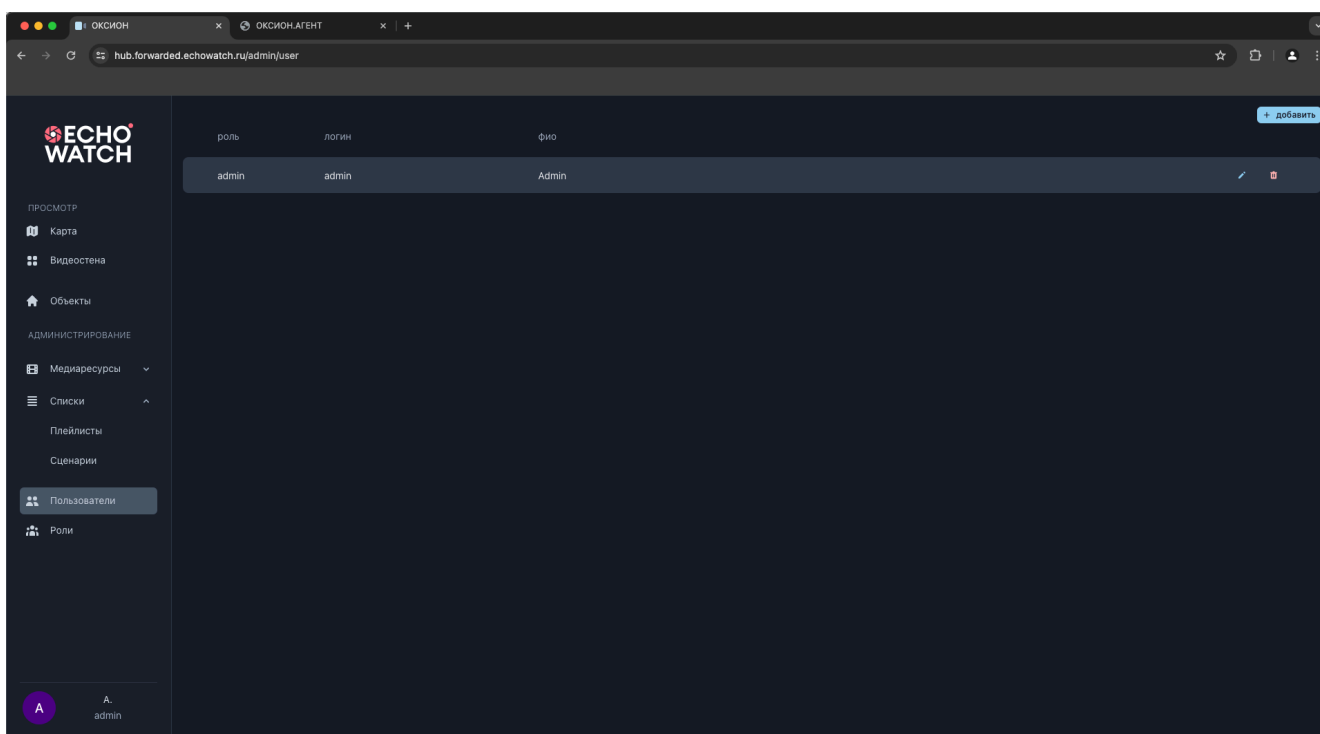 ОКСИОН
ОКСИОН.АГЕНТ
hub.forwarded.echowatch.ru/admin/user
ECHO
WATCH
+ добавить
роль логин фио
admin admin Admin
ПРОСМОТР
Карта
Видеостена
Объекты
АДМИНИСТРИРОВАНИЕ
Медиаресурсы
Списки
Плейлисты
Сценарии
Пользователи
Роли
A
A.
admin